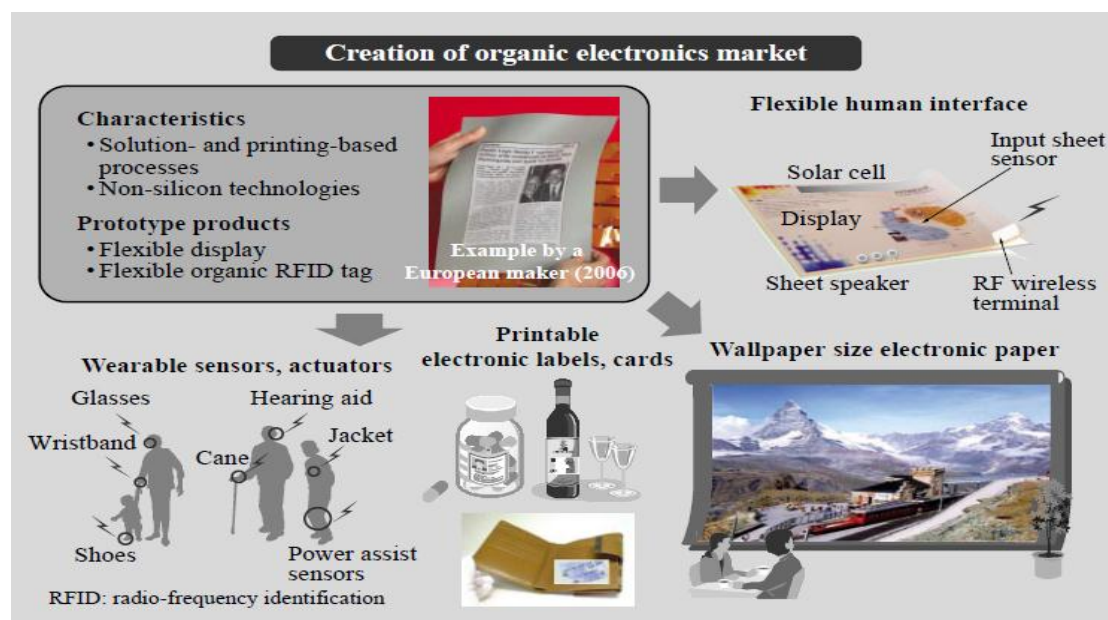 Creation of organic electronics market
Characteristics
• Solution- and printing-based
processes
• Non-silicon technologies
Prototype products
• Flexible display
• Flexible organic RFID tag
Example by a
European maker (2006)
Flexible human interface
Input sheet
sensor
Solar cell
Display
Sheet speaker
RF wireless
terminal
Wearable sensors, actuators
Glasses
Hearing aid
Wristband
Cane
Jacket
Shoes
Power assist
sensors
RFID: radio-frequency identification
Printable
electronic labels, cards
Wallpaper size electronic paper